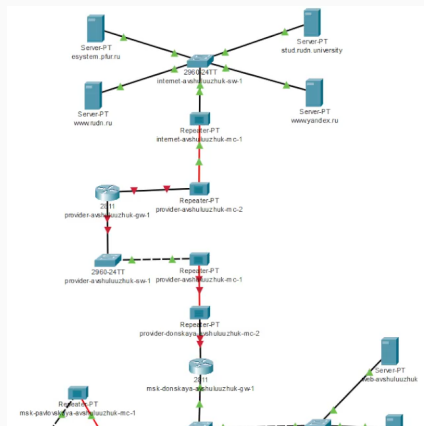 Server-PT
esystem.pfur.ru
Server-PT
stud.rudn.university
2960-24TT
internet-avshuluuzhuk-sw-1
Server-PT
www.rudn.ru
Server-PT
www.yandex.ru
Repeater-PT
internet-avshuluuzhuk-mc-1
2811
provider-avshuluuzhuk-gw-1
Repeater-PT
provider-avshuluuzhuk-mc-2
2960-24TT
provider-avshuluuzhuk-sw-1
Repeater-PT
provider-avshuluuzhuk-mc-1
Repeater-PT
provider-donskaya-avshuluuzhuk-mc-2
2811
msk-donskaya-avshuluuzhuk-gw-1
Server-PT
web-avshuluuzhuk
Repeater-PT
msk-pavlovskaya-avshuluuzhuk-mc-1